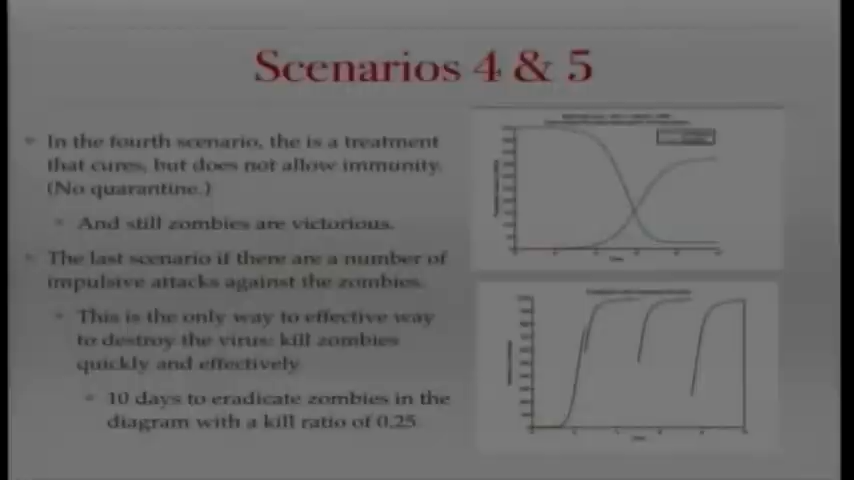 Scenarios 4 & 5
In the fourth scenario, the is a treatment
that cures, but does not allow immunity.
(No quarantine.)
And still zombies are victorious.
The last scenario if there are a number of
impulsive attacks against the zombies.
This is the only way to effective way
to destroy the virus: kill zombies
quickly and effectively
10 days to eradicate zombies in the
diagram with a kill ratio of 0.25